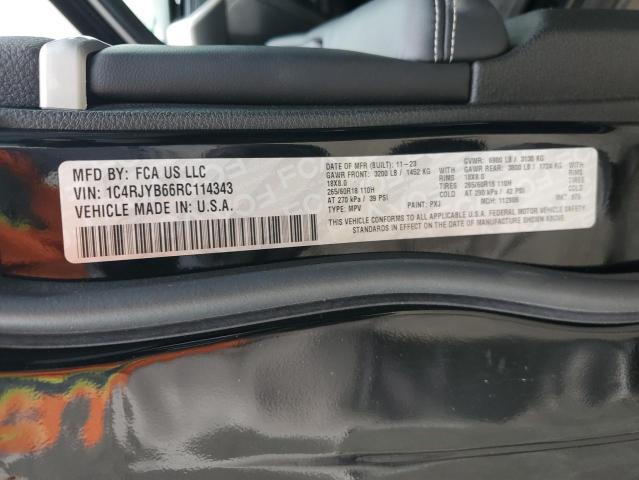 MFD BY: FCA US LLC
VIN: 1C4RJYB66RC114343
VEHICLE MADE IN: U.S.A.
DATE OF MFR (BUILT): 11-23
GAWR FRONT: 3200 LB / 1452 KG
18X8.0
265/60R18 110H
AT 270 kPa / 39 PSI
TYPE: MPV
PAINT: PXJ
GVWR: 6900 LB / 3130 KG
GAWR REAR: 3800 LB / 1724 KG
RIMS 18X8.0 RIMS
TIRES 265/60R18 110H TIRES
COLD AT 290 kPa / 42 PSI COLD
MDH:
MKT:
THIS VEHICLE CONFORMS TO ALL APPLICABLE U.S.A. FEDERAL MOTOR VEHICLE SAFETY
STANDARDS IN EFFECT ON THE DATE OF MANUFACTURE SHOWN ABOVE.